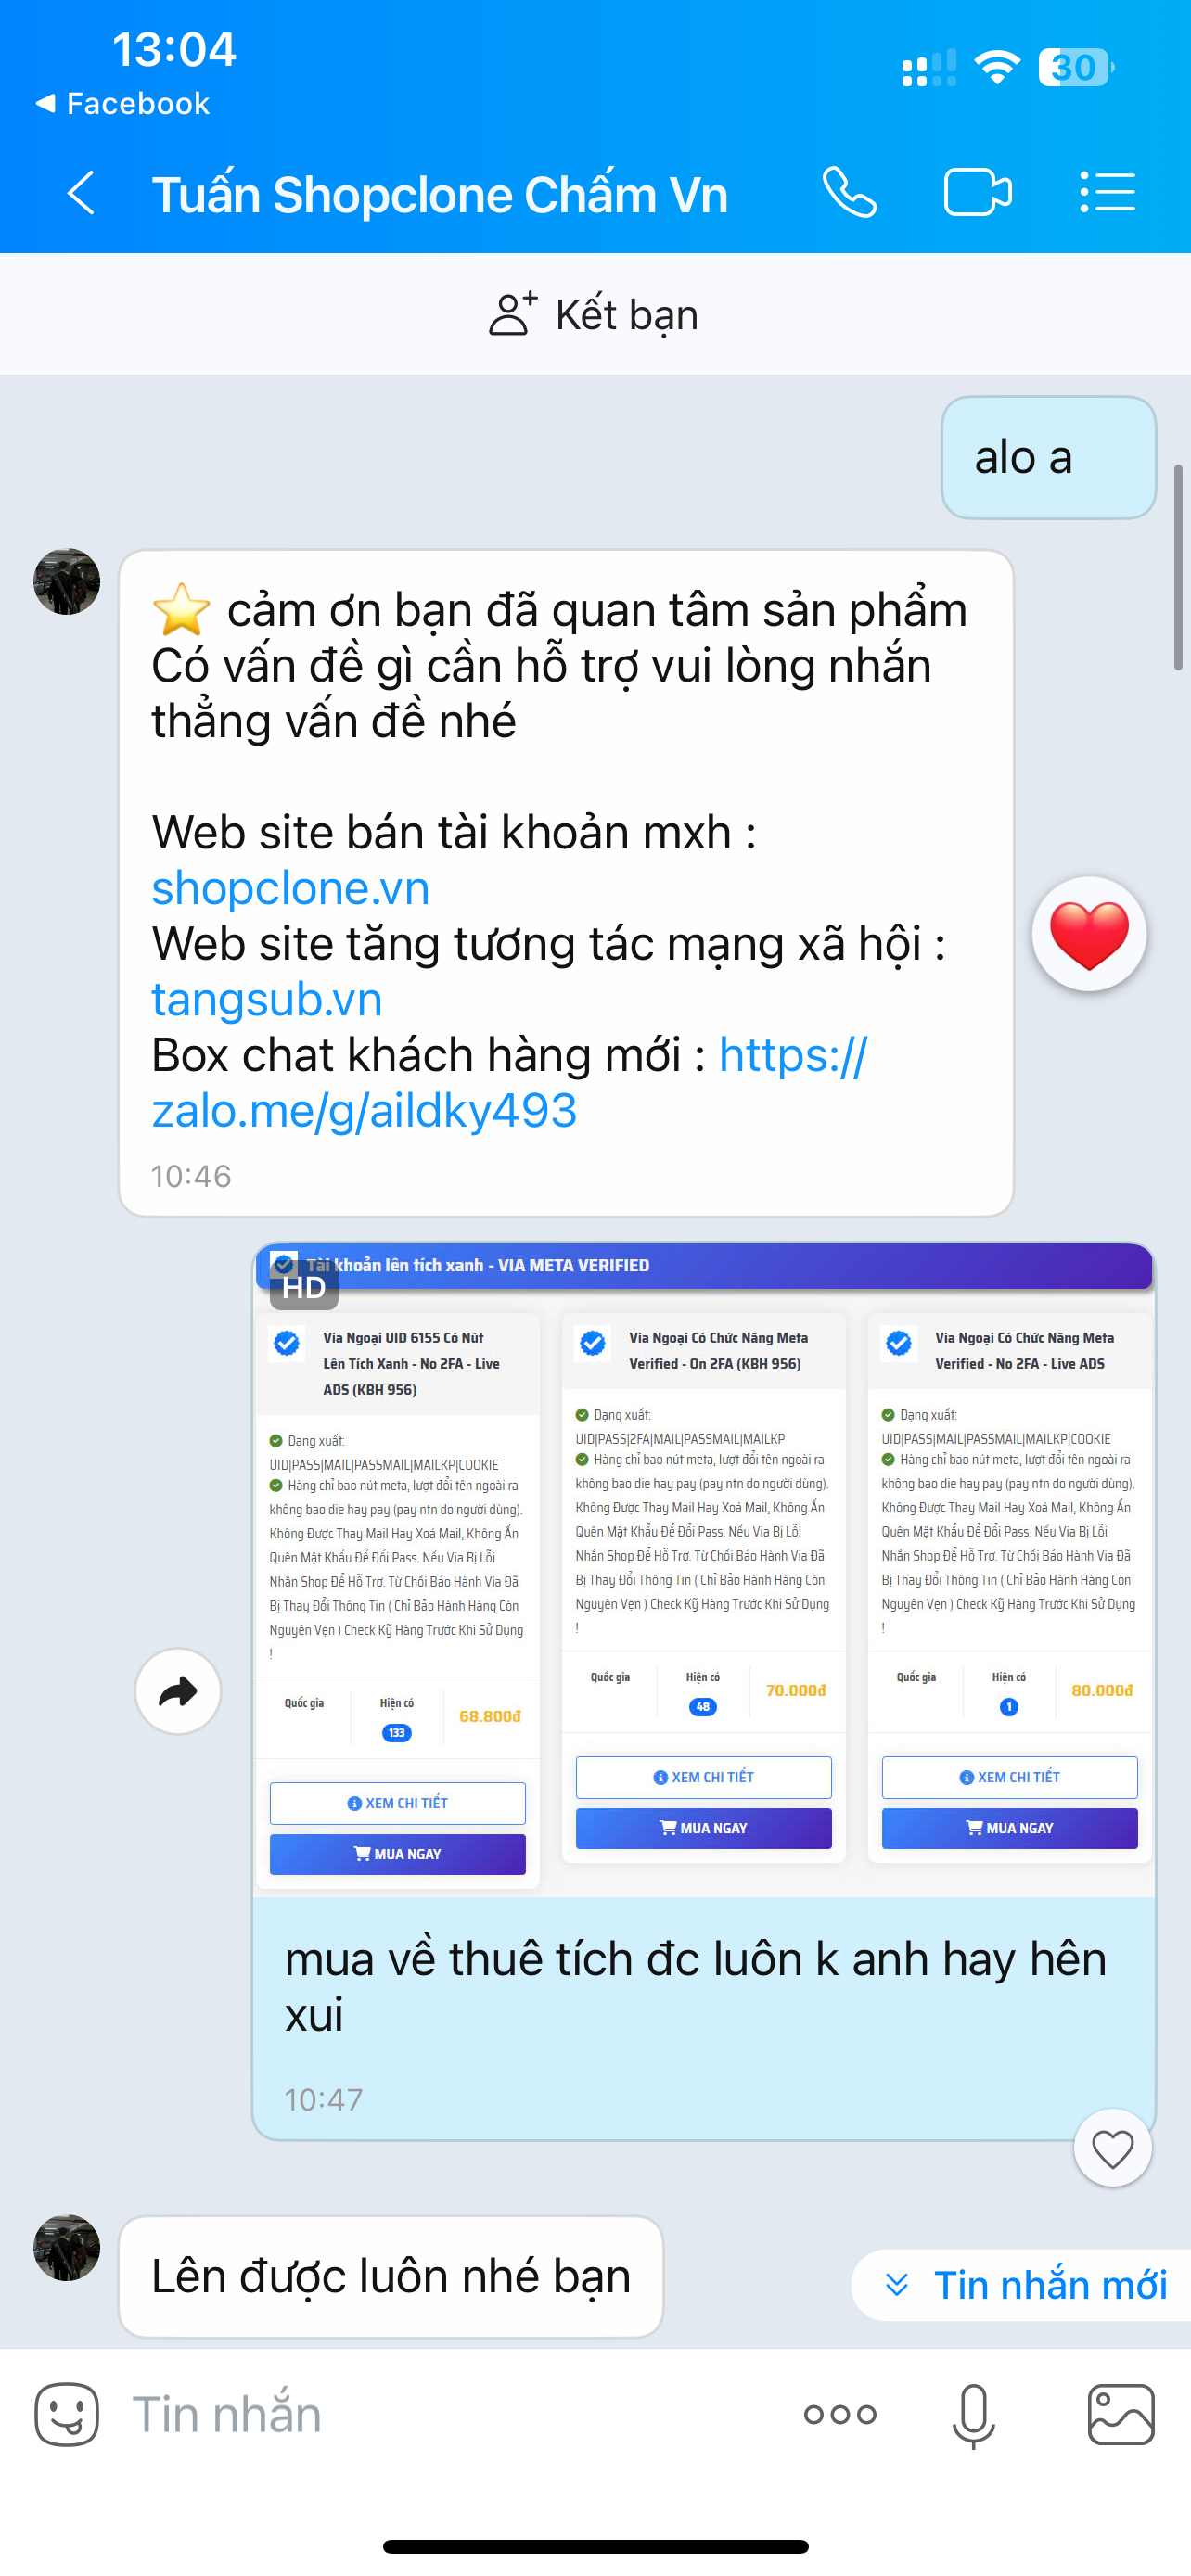 13:04
30
Facebook
Tuấn Shopclone Chấm Vn
Kết bạn
alo a
⭐ cảm ơn bạn đã quan tâm sản phẩm
Có vấn đề gì cần hỗ trợ vui lòng nhắn
thẳng vấn đề nhé
Web site bán tài khoản mxh :
shopclone.vn
Web site tăng tương tác mạng xã hội :
tangsub.vn
Box chat khách hàng mới : https://
zalo.me/g/aildky493
10:46
Tài khoản lên tích xanh - VIA META VERIFIED
HD
Via Ngoại UID 6155 Có Nút
Lên Tích Xanh - No 2FA - Live
ADS (KBH 956)
Dạng xuất:
UID|PASS|MAIL|PASSMAIL|MAILKP|COOKIE
Hàng chỉ bao nút meta, lượt đổi tên ngoài ra
không bao die hay pay (pay ntn do người dùng).
Không Được Thay Mail Hay Xoá Mail, Không Ấn
Quên Mật Khẩu Để Đổi Pass. Nếu Via Bị Lỗi
Nhắn Shop Để Hỗ Trợ. Từ Chối Bảo Hành Via Đã
Bị Thay Đổi Thông Tin ( Chỉ Bảo Hành Hàng Còn
Nguyên Vẹn ) Check Kỹ Hàng Trước Khi Sử Dụng
!
Quốc gia
Hiện có
133
68.800đ
XEM CHI TIẾT
MUA NGAY
Via Ngoại Có Chức Năng Meta
Verified - On 2FA (KBH 956)
Dạng xuất:
UID|PASS|2FA|MAIL|PASSMAIL|MAILKP
Hàng chỉ bao nút meta, lượt đổi tên ngoài ra
không bao die hay pay (pay ntn do người dùng).
Không Được Thay Mail Hay Xoá Mail, Không Ấn
Quên Mật Khẩu Để Đổi Pass. Nếu Via Bị Lỗi
Nhắn Shop Để Hỗ Trợ. Từ Chối Bảo Hành Via Đã
Bị Thay Đổi Thông Tin ( Chỉ Bảo Hành Hàng Còn
Nguyên Vẹn ) Check Kỹ Hàng Trước Khi Sử Dụng
!
Quốc gia
Hiện có
48
70.000đ
XEM CHI TIẾT
MUA NGAY
Via Ngoại Có Chức Năng Meta
Verified - No 2FA - Live ADS
Dạng xuất:
UID|PASS|MAIL|PASSMAIL|MAILKP|COOKIE
Hàng chỉ bao nút meta, lượt đổi tên ngoài ra
không bao die hay pay (pay ntn do người dùng).
Không Được Thay Mail Hay Xoá Mail, Không Ấn
Quên Mật Khẩu Để Đổi Pass. Nếu Via Bị Lỗi
Nhắn Shop Để Hỗ Trợ. Từ Chối Bảo Hành Via Đã
Bị Thay Đổi Thông Tin ( Chỉ Bảo Hành Hàng Còn
Nguyên Vẹn ) Check Kỹ Hàng Trước Khi Sử Dụng
!
Quốc gia
Hiện có
1
80.000đ
XEM CHI TIẾT
MUA NGAY
mua về thuê tích đc luôn k anh hay hên
xui
10:47
Lên được luôn nhé bạn
Tin nhắn mới
Tin nhắn